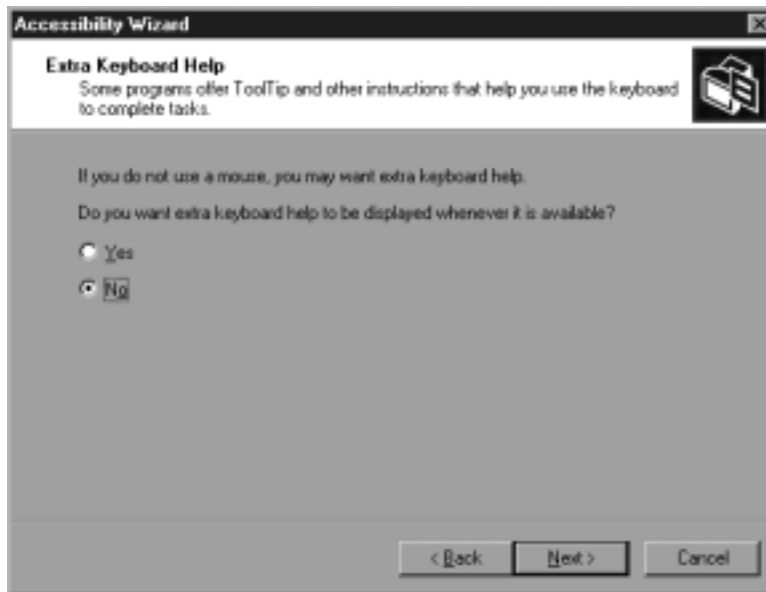 Accessibility Wizard
Extra Keyboard Help
Some programs offer ToolTip and other instructions that help you use the keyboard
to complete tasks.
If you do not use a mouse, you may want extra keyboard help.
Do you want extra keyboard help to be displayed whenever it is available?
Yes
No
< Back
Next >
Cancel